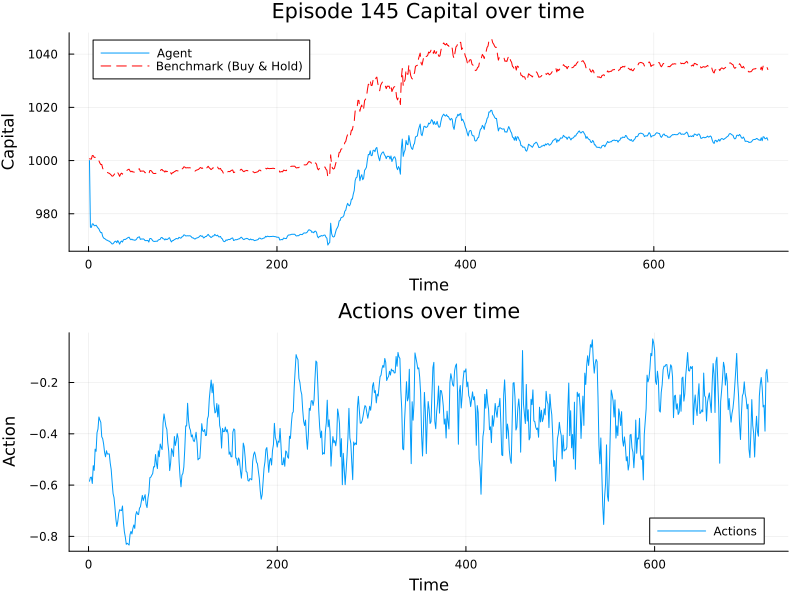 Episode 145 Capital over time
Capital
1040
1020
1000
980
Agent
Benchmark (Buy & Hold)
0
200
400
600
Time
Actions over time
Action
−0.2
−0.4
−0.6
−0.8
Actions
0
200
400
600
Time